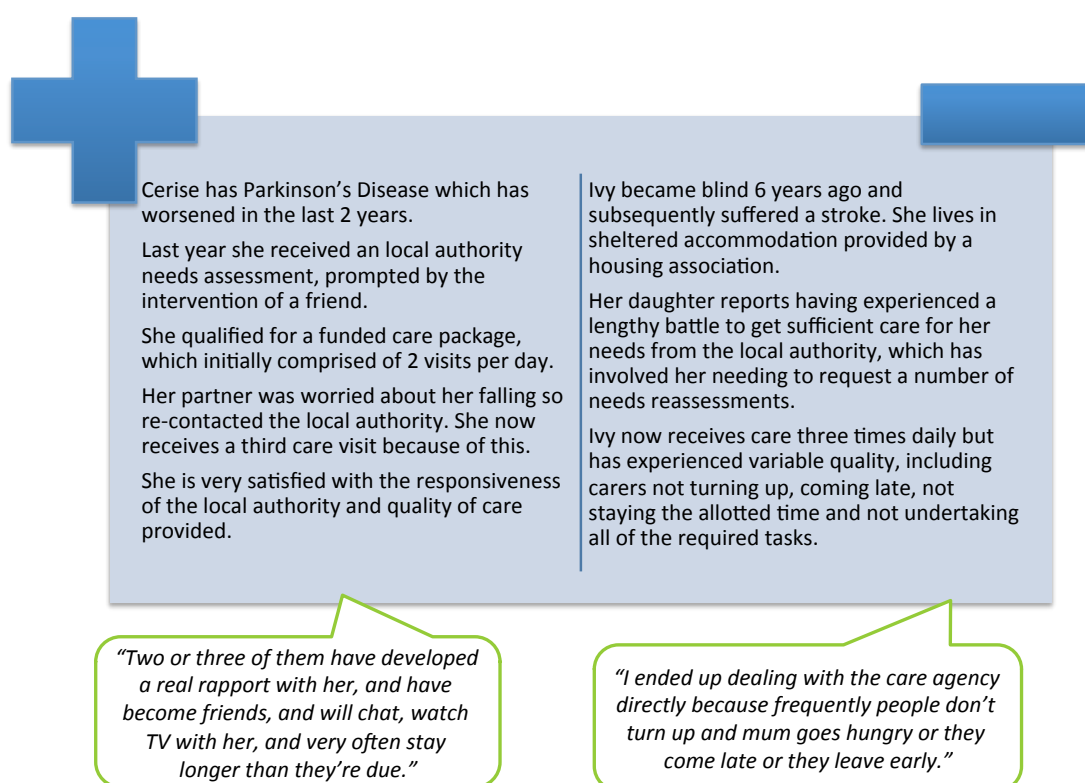 Cerise has Parkinson’s Disease which has
worsened in the last 2 years.
Last year she received an local authority
needs assessment, prompted by the
intervention of a friend.
She qualified for a funded care package,
which initially comprised of 2 visits per day.
Her partner was worried about her falling so
re-contacted the local authority. She now
receives a third care visit because of this.
She is very satisfied with the responsiveness
of the local authority and quality of care
provided.
Ivy became blind 6 years ago and
subsequently suffered a stroke. She lives in
sheltered accommodation provided by a
housing association.
Her daughter reports having experienced a
lengthy battle to get sufficient care for her
needs from the local authority, which has
involved her needing to request a number of
needs reassessments.
Ivy now receives care three times daily but
has experienced variable quality, including
carers not turning up, coming late, not
staying the allotted time and not undertaking
all of the required tasks.
“Two or three of them have developed
a real rapport with her, and have
become friends, and will chat, watch
TV with her, and very often stay
longer than they’re due.”
“I ended up dealing with the care agency
directly because frequently people don’t
turn up and mum goes hungry or they
come late or they leave early.”